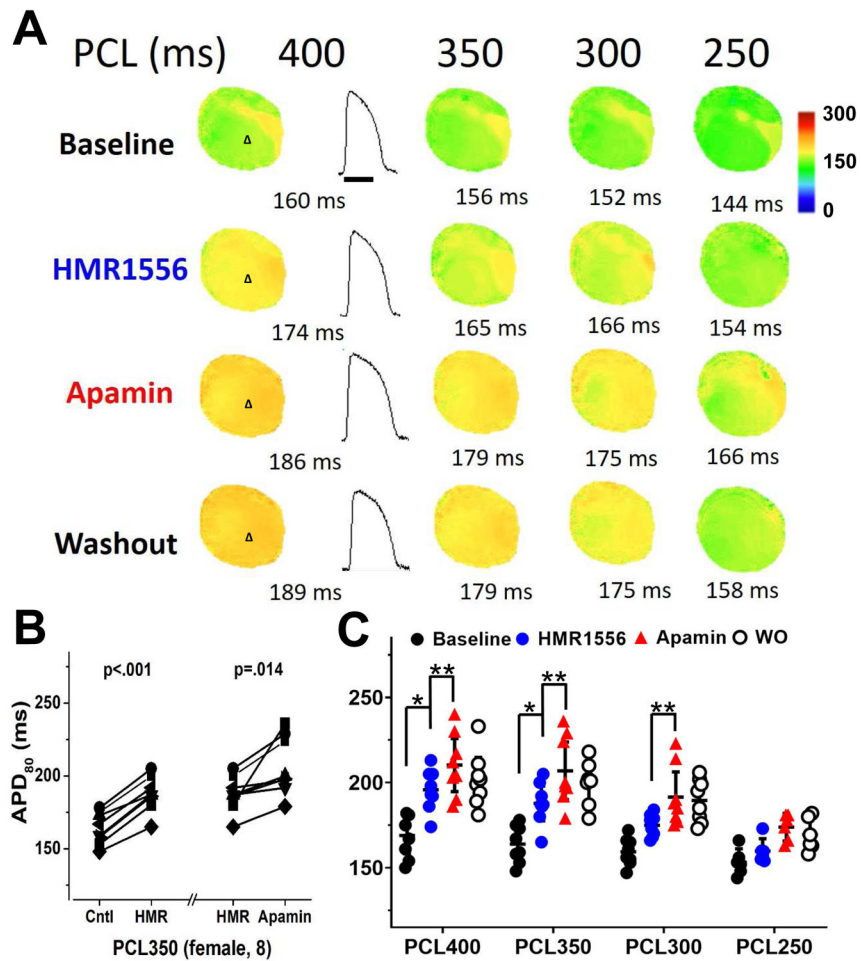 A
PCL (ms) 400 350 300 250
Baseline Δ
300
150
0
160 ms 156 ms 152 ms 144 ms
HMR1556 Δ
174 ms 165 ms 166 ms 154 ms
Apamin Δ
186 ms 179 ms 175 ms 166 ms
Washout Δ
189 ms 179 ms 175 ms 158 ms
B
p<.001 p=.014
APD80 (ms)
250
200
150
Cntl HMR HMR Apamin
PCL350 (female, 8)
C
Baseline HMR1556 Apamin WO
* ** * ** **
250
200
150
PCL400 PCL350 PCL300 PCL250